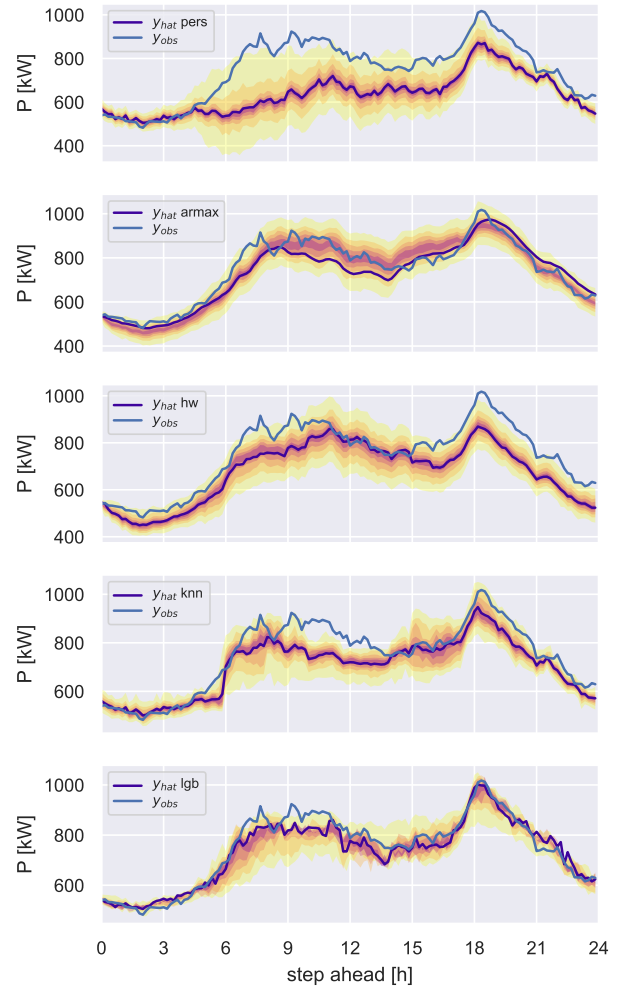 y_hat pers
y_obs
P [kW]
1000
800
600
400
y_hat armax
y_obs
P [kW]
1000
800
600
400
y_hat hw
y_obs
P [kW]
1000
800
600
400
y_hat knn
y_obs
P [kW]
1000
800
600
y_hat lgb
y_obs
P [kW]
1000
800
600
0 3 6 9 12 15 18 21 24
step ahead [h]